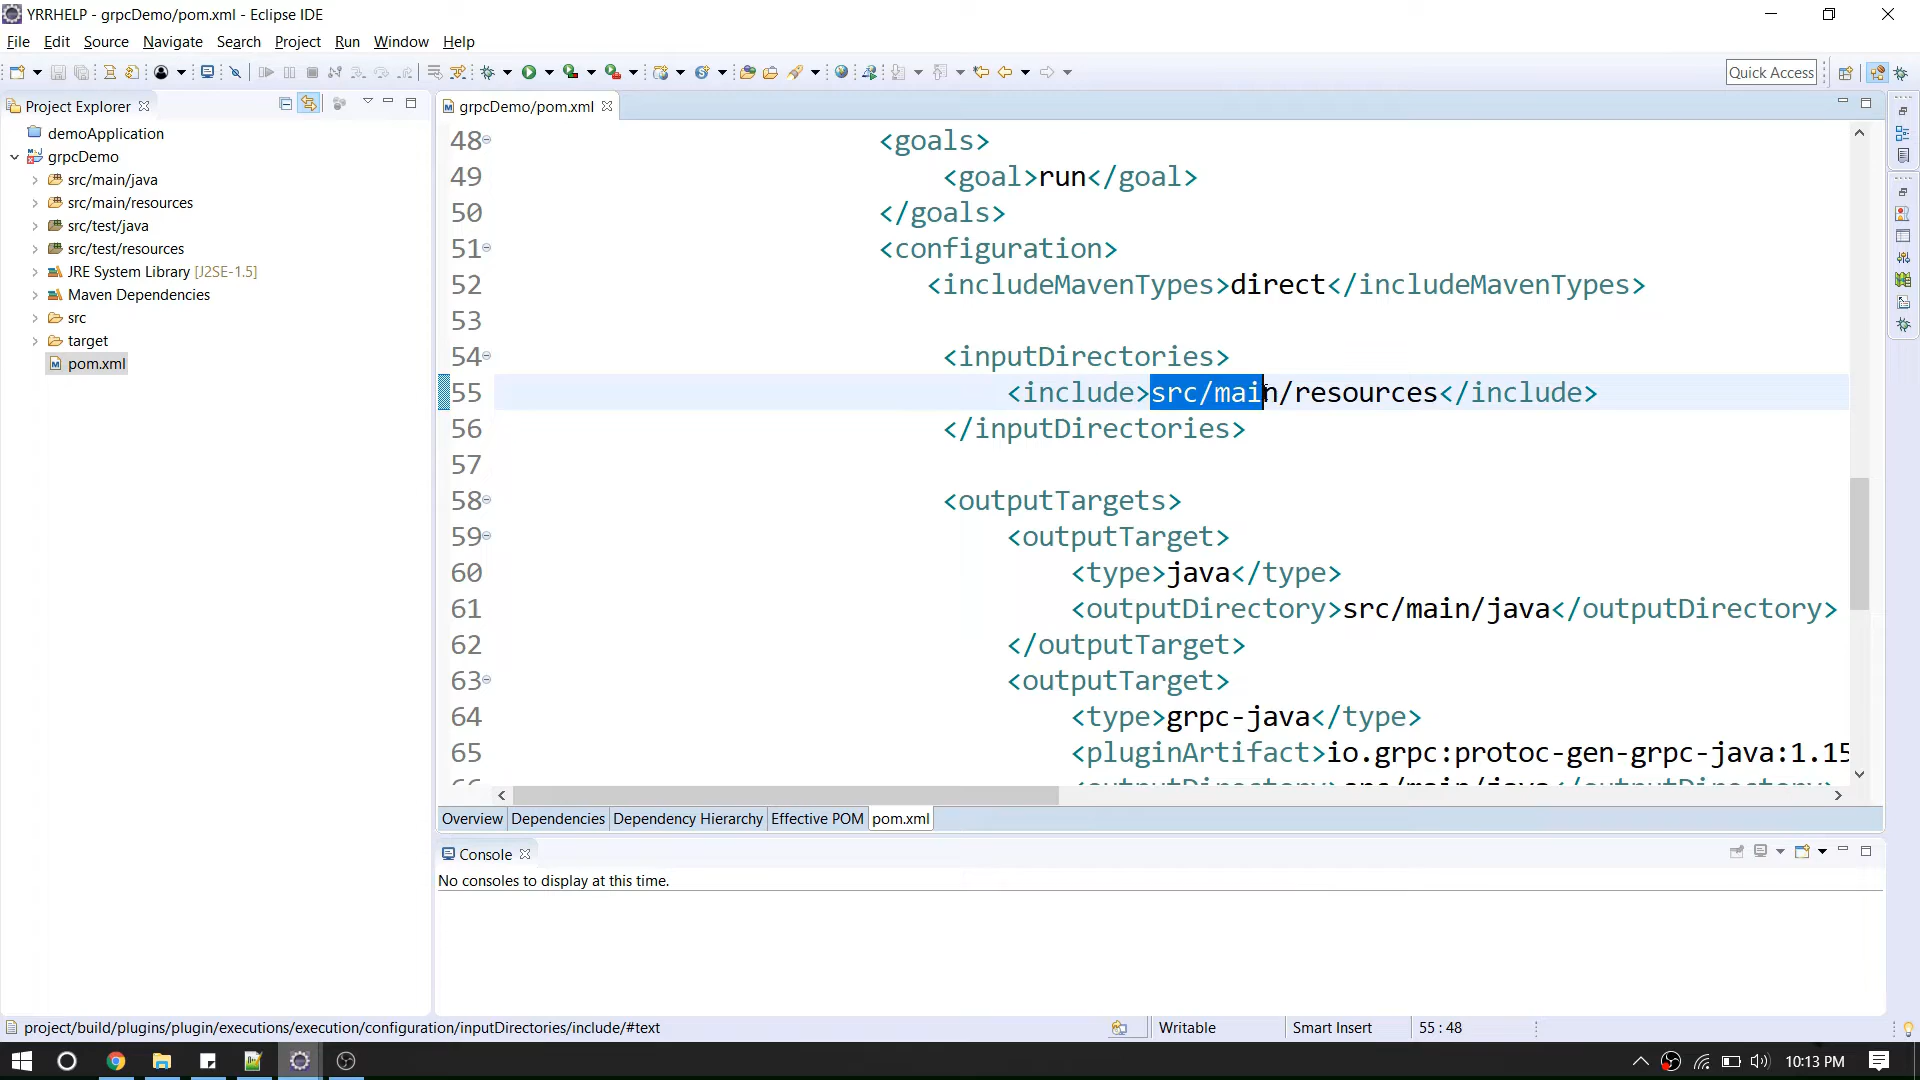 YRRHELP - grpcDemo/pom.xml - Eclipse IDE
File Edit Source Navigate Search Project Run Window Help
Quick Access
Project Explorer
grpcDemo/pom.xml
demoApplication
grpcDemo
src/main/java
src/main/resources
src/test/java
src/test/resources
JRE System Library [J2SE-1.5]
Maven Dependencies
src
target
pom.xml
48 <goals>
49 <goal>run</goal>
50 </goals>
51 <configuration>
52 <includeMavenTypes>direct</includeMavenTypes>
53
54 <inputDirectories>
55 <include>src/main/resources</include>
56 </inputDirectories>
57
58 <outputTargets>
59 <outputTarget>
60 <type>java</type>
61 <outputDirectory>src/main/java</outputDirectory>
62 </outputTarget>
63 <outputTarget>
64 <type>grpc-java</type>
65 <pluginArtifact>io.grpc:protoc-gen-grpc-java:1.15
66 <outputDirectory>src/main/java</outputDirectory>
Overview Dependencies Dependency Hierarchy Effective POM pom.xml
Console
No consoles to display at this time.
project/build/plugins/plugin/executions/execution/configuration/inputDirectories/include/#text
Writable
Smart Insert
55 : 48
10:13 PM